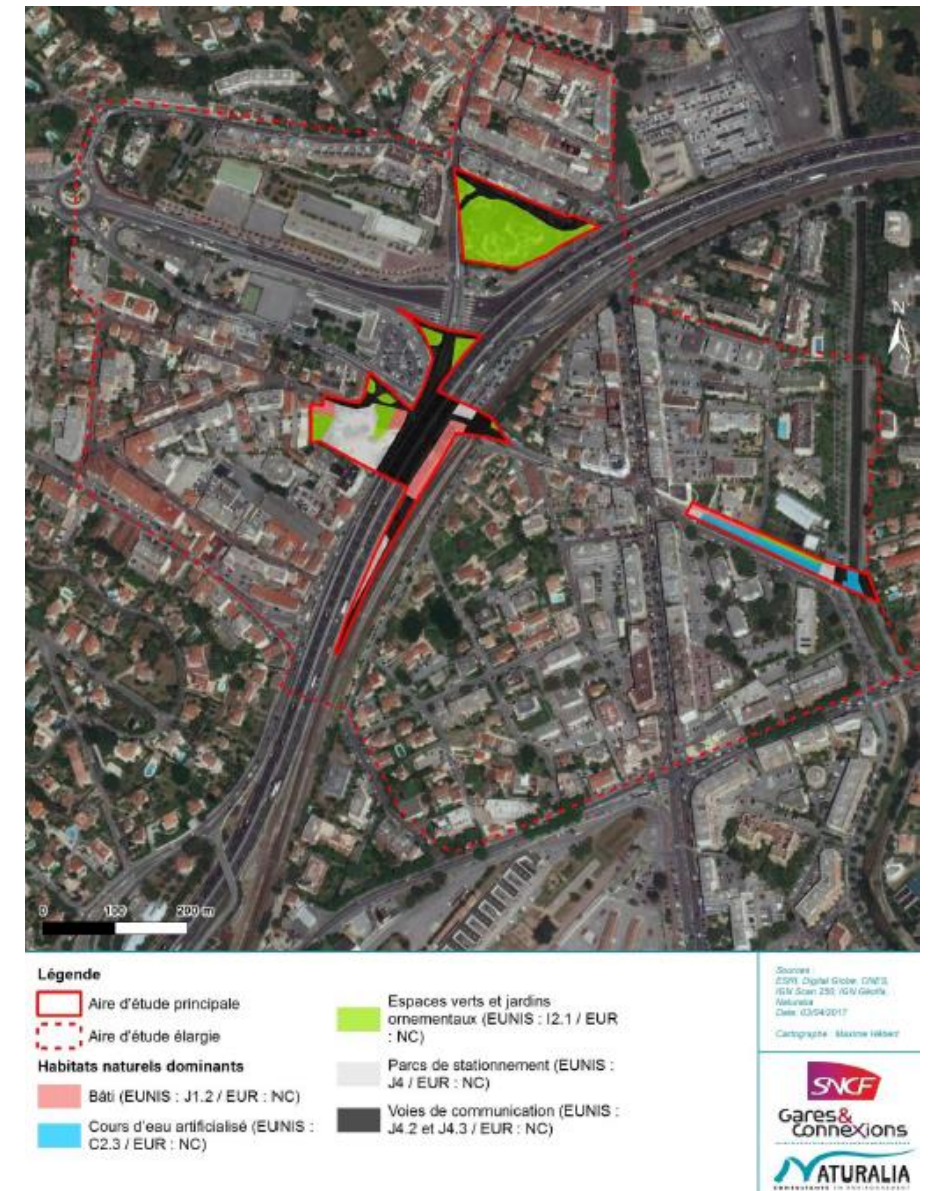 N
0 100 200 m
Légende
Aire d'étude principale
Aire d'étude élargie
Habitats naturels dominants
Bâti (EUNIS : J1.2 / EUR : NC)
Cours d'eau artificialisé (EUNIS :
C2.3 / EUR : NC)
Espaces verts et jardins
ornementaux (EUNIS : I2.1 / EUR
: NC)
Parcs de stationnement (EUNIS :
J4 / EUR : NC)
Voies de communication (EUNIS :
J4.2 et J4.3 / EUR : NC)
Sources :
ESRI, Digital Globe, CNES,
IGN Scan 250, IGN Géofla,
Naturalia
Date: 03/04/2017
Cartographe : Maxime Hébert
SNCF
Gares&
Connexions
NATURALIA
CONSULTANTS EN ENVIRONNEMENT